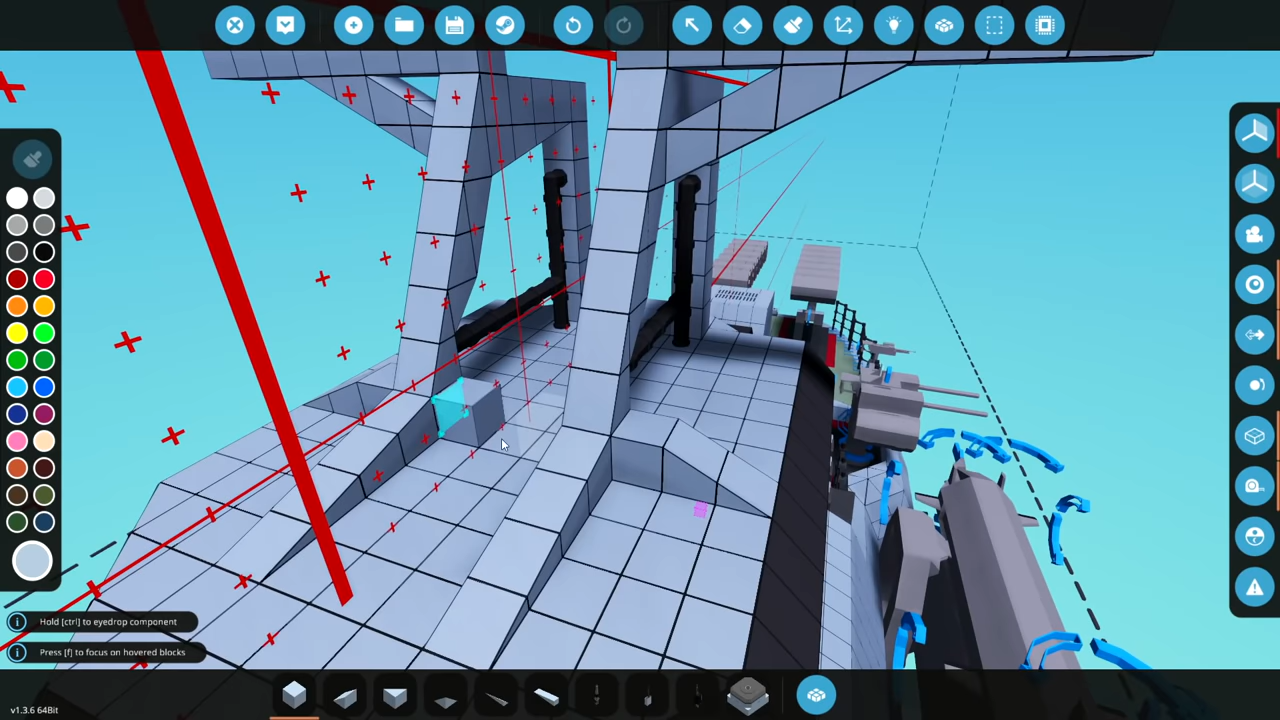 Hold [ctrl] to eyedrop component
Press [f] to focus on hovered blocks
v1.3.6 64Bit